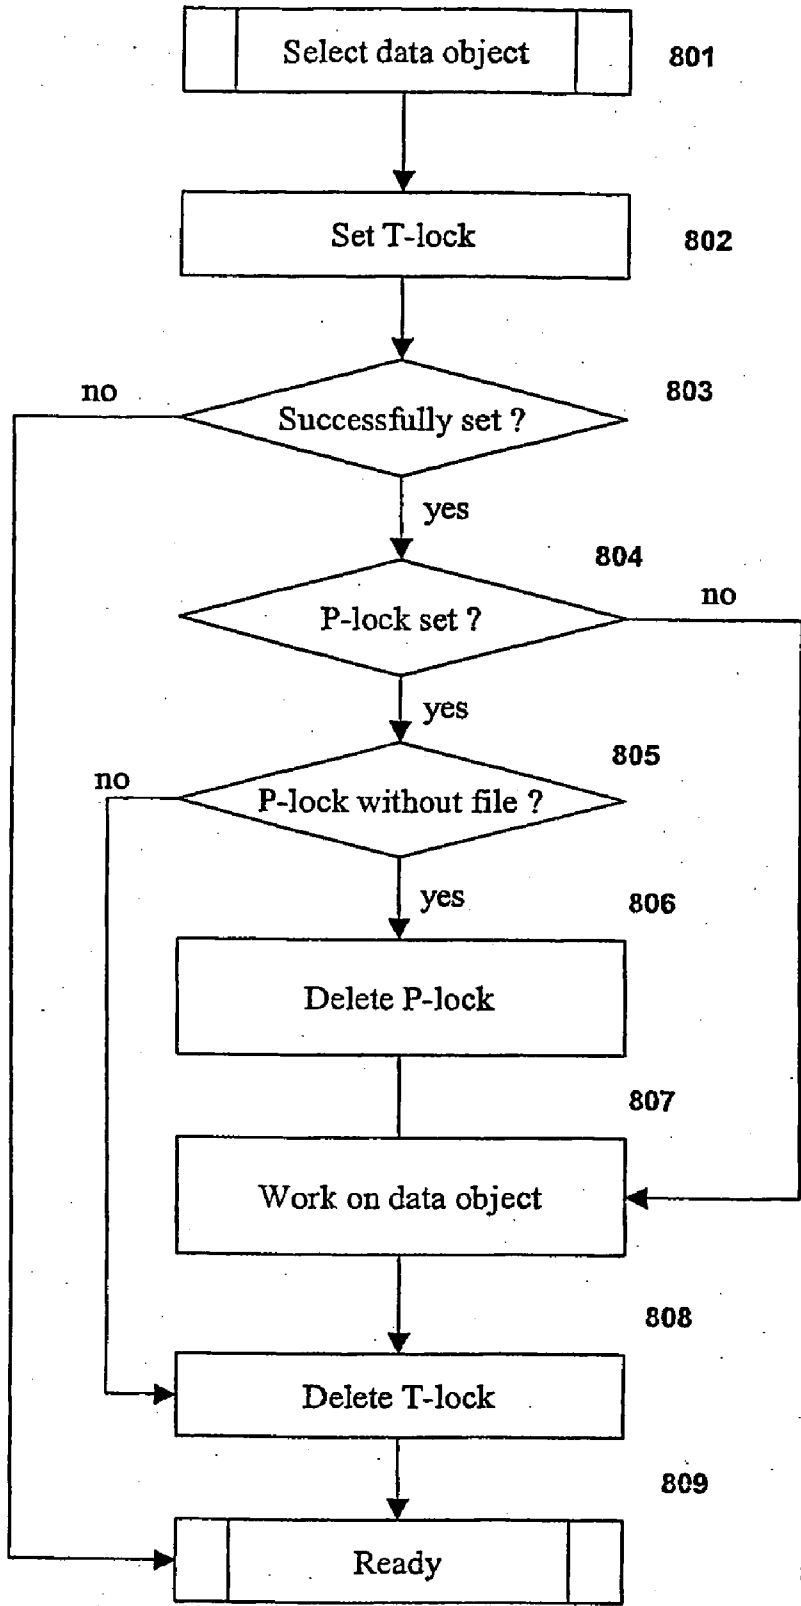 Select data object
801
Set T-lock
802
803
no
Successfully set ?
yes
804
no
P-lock set ?
yes
805
no
P-lock without file ?
yes
806
Delete P-lock
807
Work on data object
808
Delete T-lock
809
Ready